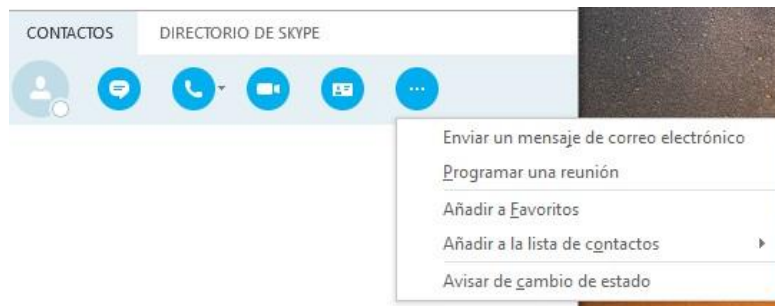 CONTACTOS DIRECTORIO DE SKYPE
Enviar un mensaje de correo electrónico
Programar una reunión
Añadir a Favoritos
Añadir a la lista de contactos
Avisar de cambio de estado